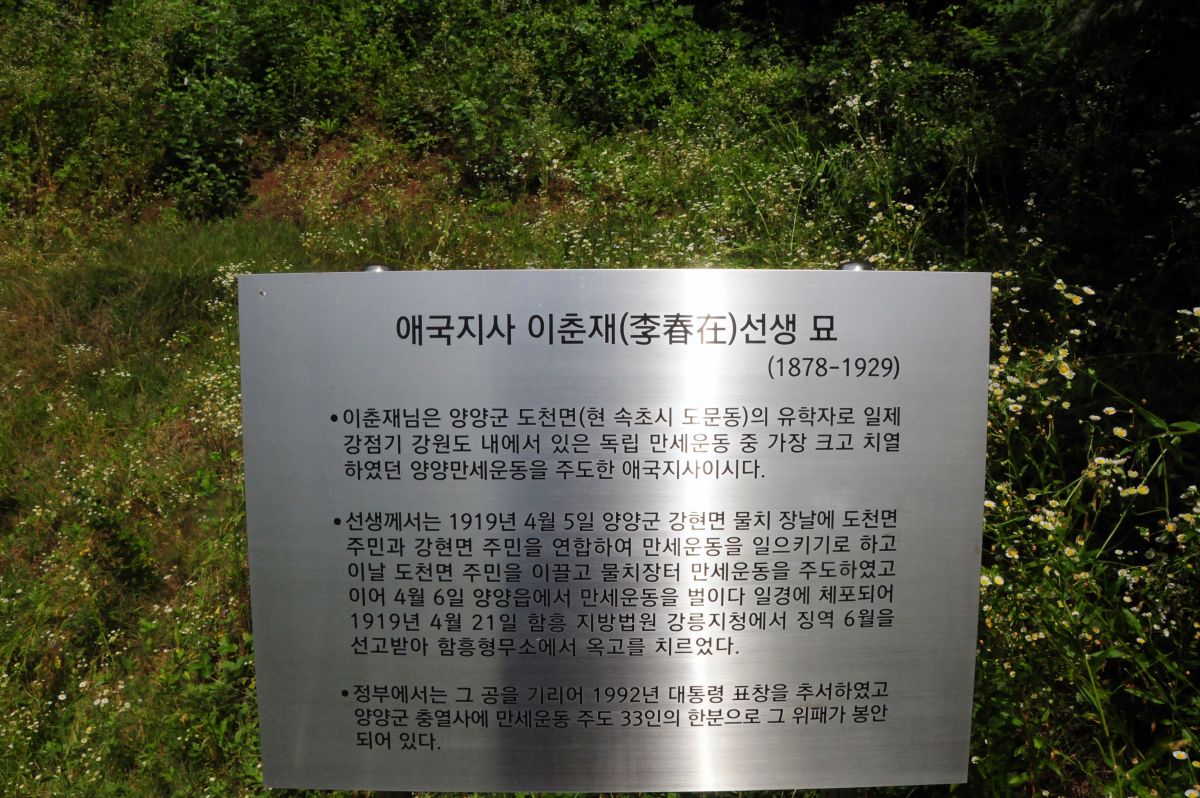 애국지사 이춘재(李春在)선생 묘
(1878-1929)
•이춘재님은 양양군 도천면(현 속초시 도문동)의 유학자로 일제
강점기 강원도 내에서 있은 독립 만세운동 중 가장 크고 치열
하였던 양양만세운동을 주도한 애국지사이시다.
•선생께서는 1919년 4월 5일 양양군 강현면 물치 장날에 도천면
주민과 강현면 주민을 연합하여 만세운동을 일으키기로 하고
이날 도천면 주민을 이끌고 물치장터 만세운동을 주도하였고
이어 4월 6일 양양읍에서 만세운동을 벌이다 일경에 체포되어
1919년 4월 21일 함흥 지방법원 강릉지청에서 징역 6월을
선고받아 함흥형무소에서 옥고를 치르었다.
•정부에서는 그 공을 기리어 1992년 대통령 표창을 추서하였고
양양군 충열사에 만세운동 주도 33인의 한분으로 그 위패가 봉안
되어 있다.